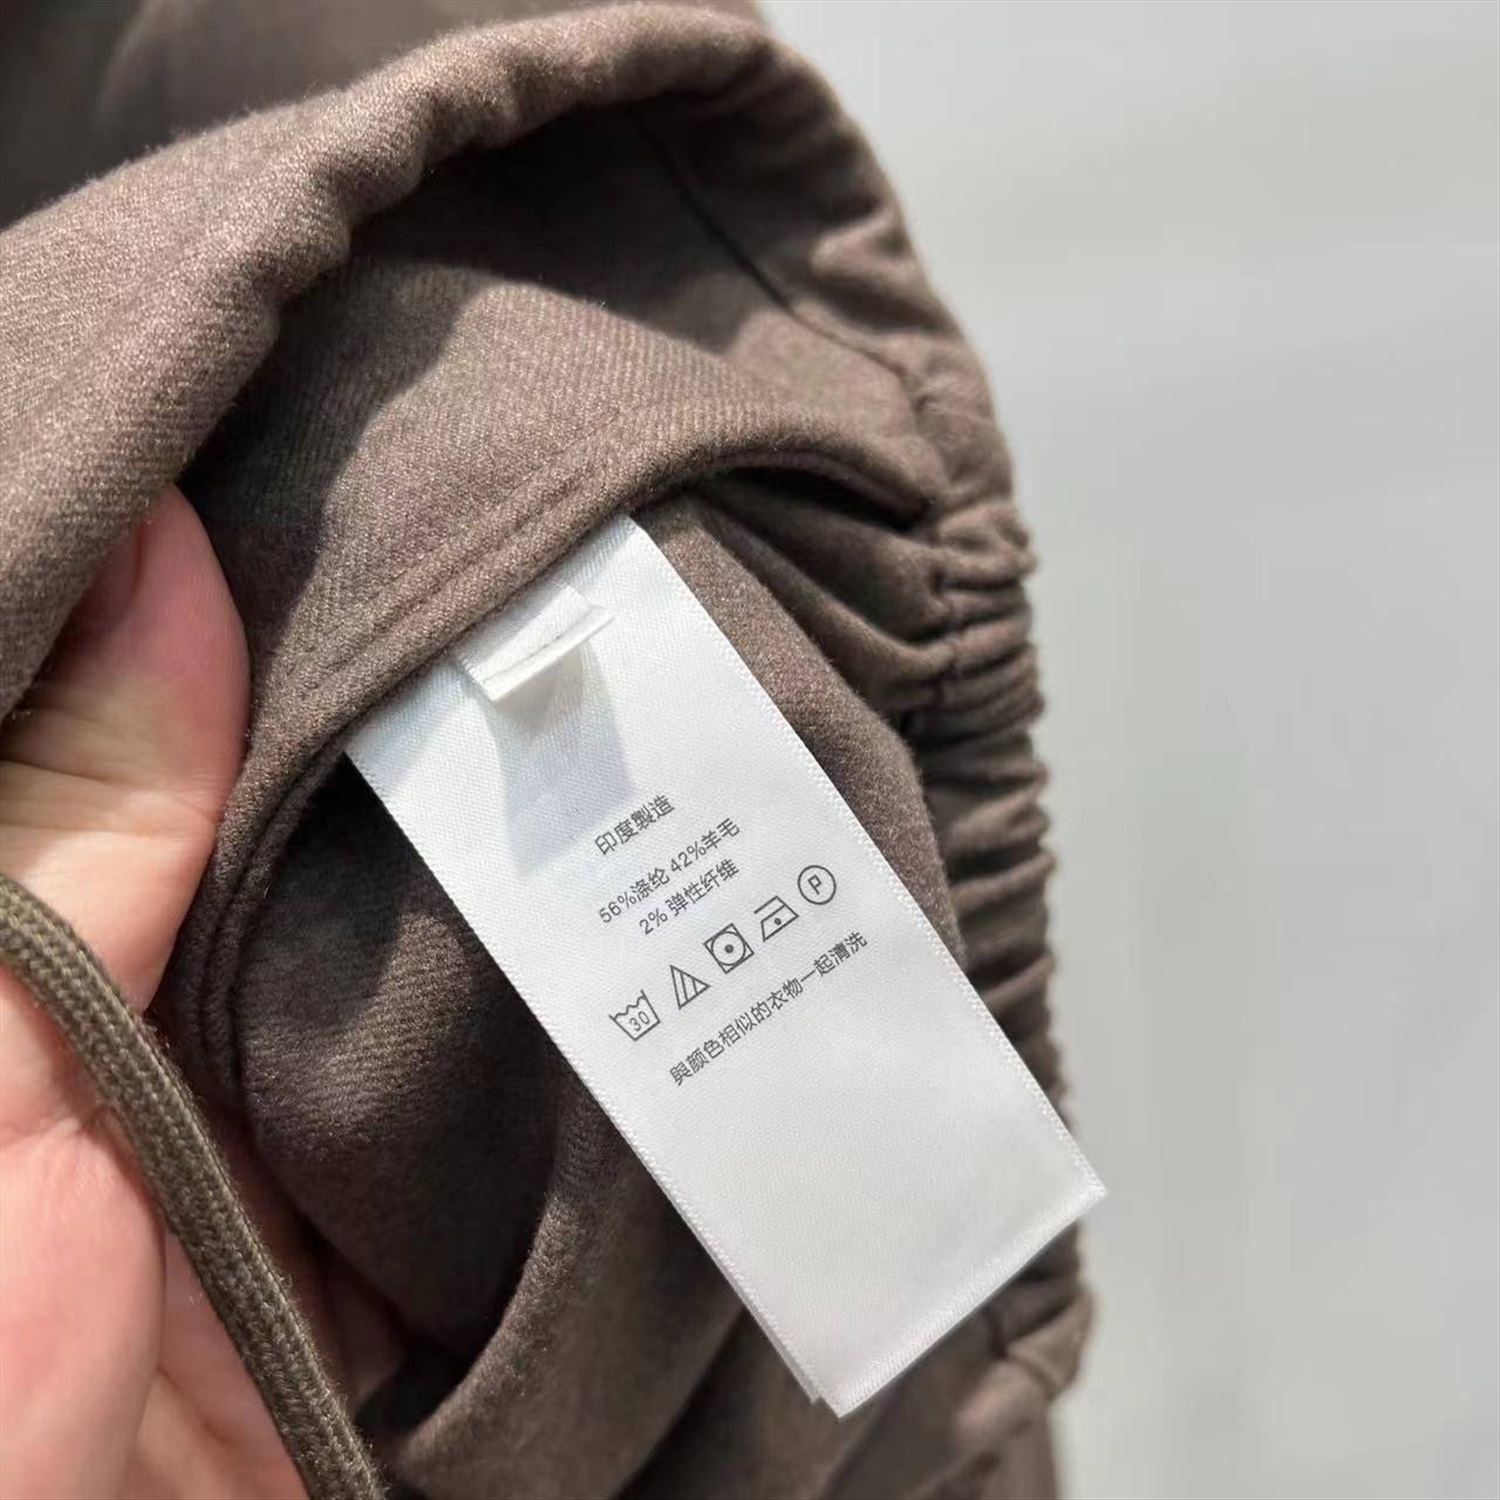 印度製造
56%涤纶 42%羊毛
2% 弹性纤维
30 P
與颜色相似的衣物一起清洗